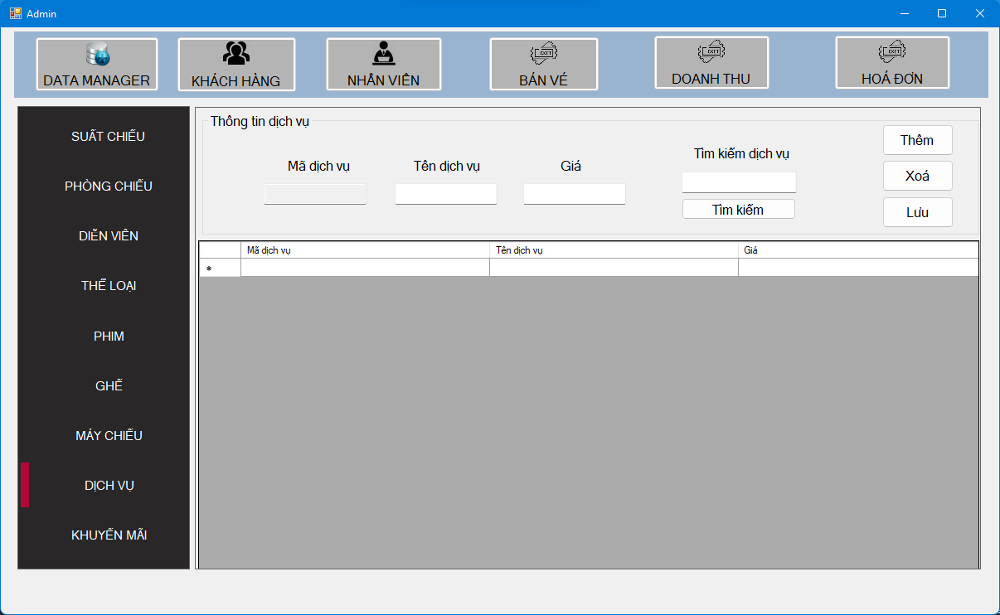 Admin
DATA MANAGER
KHÁCH HÀNG
NHÂN VIÊN
BÁN VÉ
DOANH THU
HOÁ ĐƠN
SUẤT CHIẾU
PHÒNG CHIẾU
DIỄN VIÊN
THỂ LOẠI
PHIM
GHẾ
MÁY CHIẾU
DỊCH VỤ
KHUYẾN MÃI
Thông tin dịch vụ
Mã dịch vụ
Tên dịch vụ
Giá
Tìm kiếm dịch vụ
Tìm kiếm
Thêm
Xoá
Lưu
Mã dịch vụ Tên dịch vụ Giá